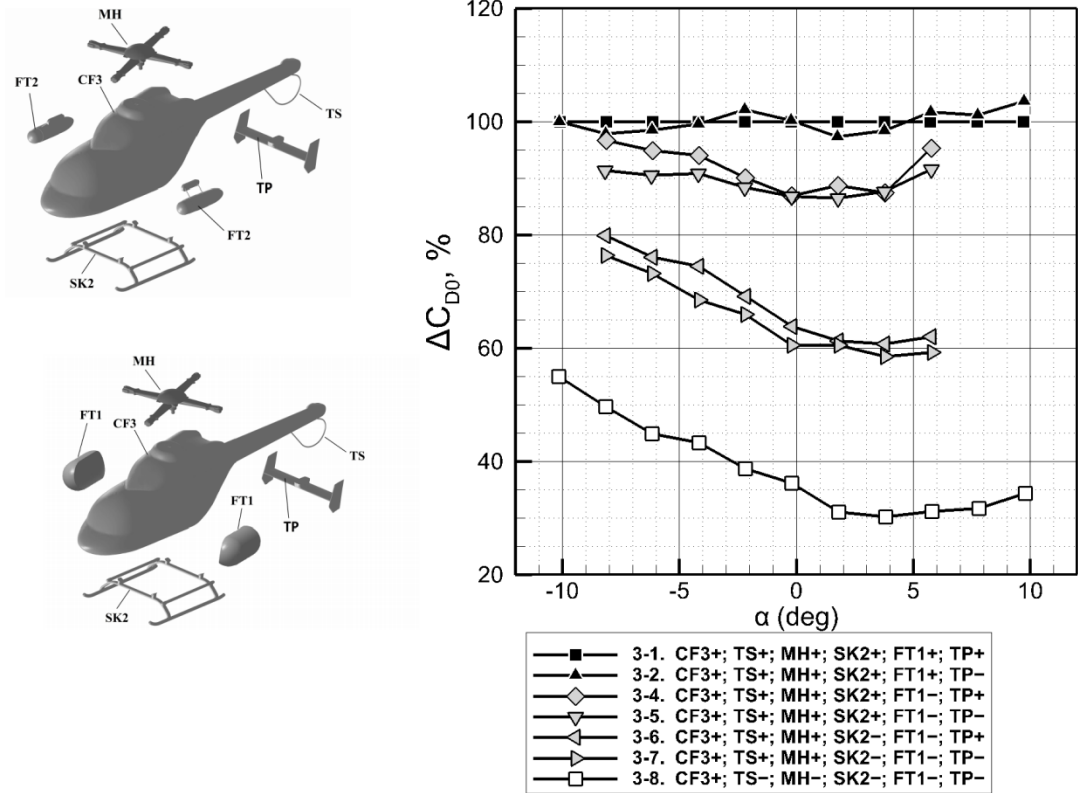 MH
FT2
CF3
TS
TP
FT2
SK2
MH
FT1
CF3
TS
FT1
TP
SK2
120
100
80
60
40
20
ΔC_D0, %
-10
-5
0
5
10
α (deg)
3-1. CF3+; TS+; MH+; SK2+; FT1+; TP+
3-2. CF3+; TS+; MH+; SK2+; FT1+; TP−
3-4. CF3+; TS+; MH+; SK2+; FT1−; TP+
3-5. CF3+; TS+; MH+; SK2+; FT1−; TP−
3-6. CF3+; TS+; MH+; SK2−; FT1−; TP+
3-7. CF3+; TS+; MH+; SK2−; FT1−; TP−
3-8. CF3+; TS−; MH−; SK2−; FT1−; TP−